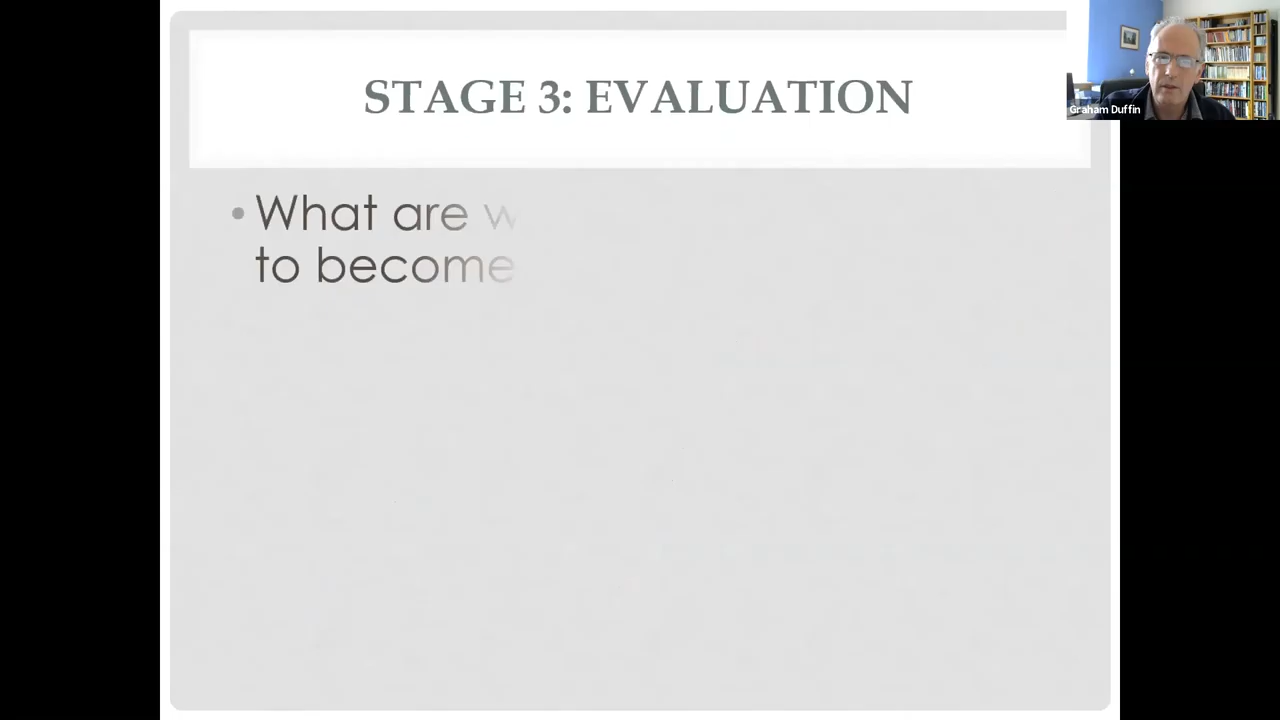 STAGE 3: EVALUATION
Graham Duffin
• What are w
to become